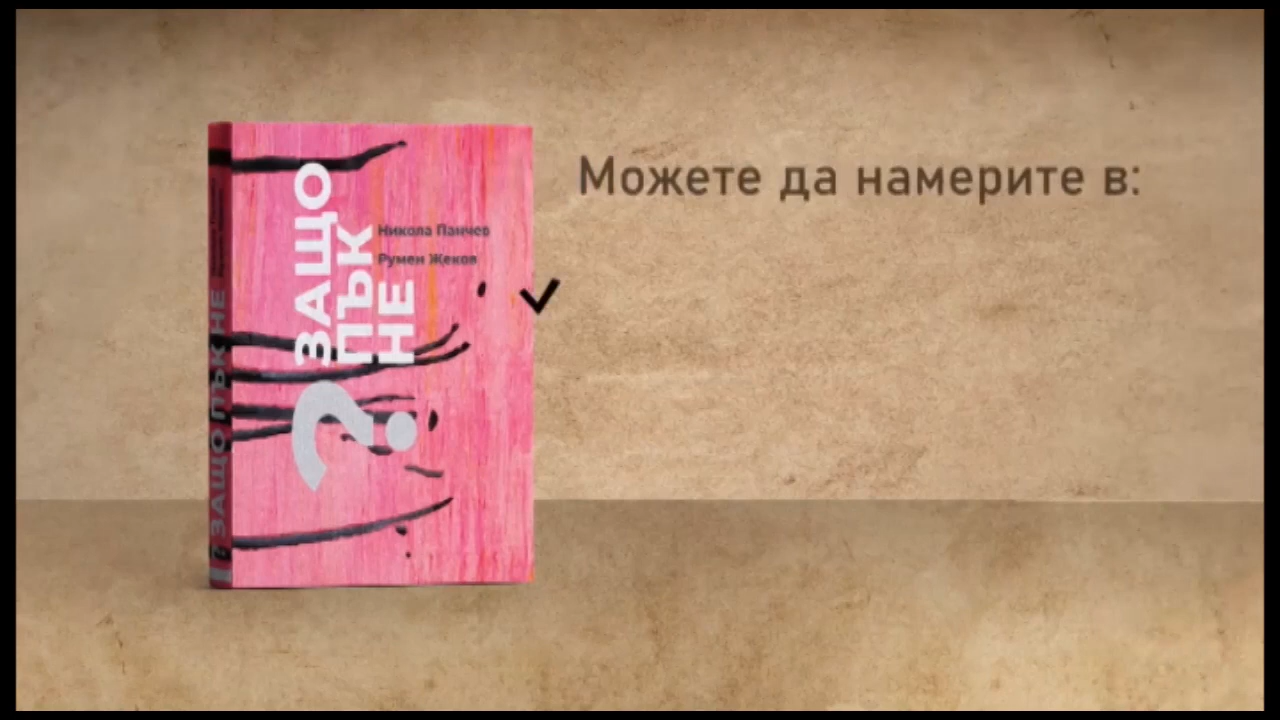 ЗАЩО
ПЪК
НЕ
?
Никола Панчев
Румен Жеков
ЗАЩО ПЪК НЕ ?
Можете да намерите в: